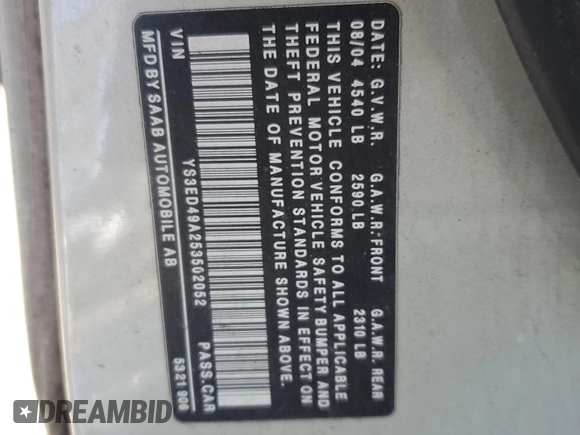 DATE: G.V.W.R. G.A.W.R. FRONT G.A.W.R. REAR
08/04 4540 LB 2590 LB 2310 LB
THIS VEHICLE CONFORMS TO ALL APPLICABLE
FEDERAL MOTOR VEHICLE SAFETY BUMPER AND
THEFT PREVENTION STANDARDS IN EFFECT ON
THE DATE OF MANUFACTURE SHOWN ABOVE.
VIN YS3ED49A253502052 PASS.CAR
MFD BY SAAB AUTOMOBILE AB 5321 906
DREAMBID